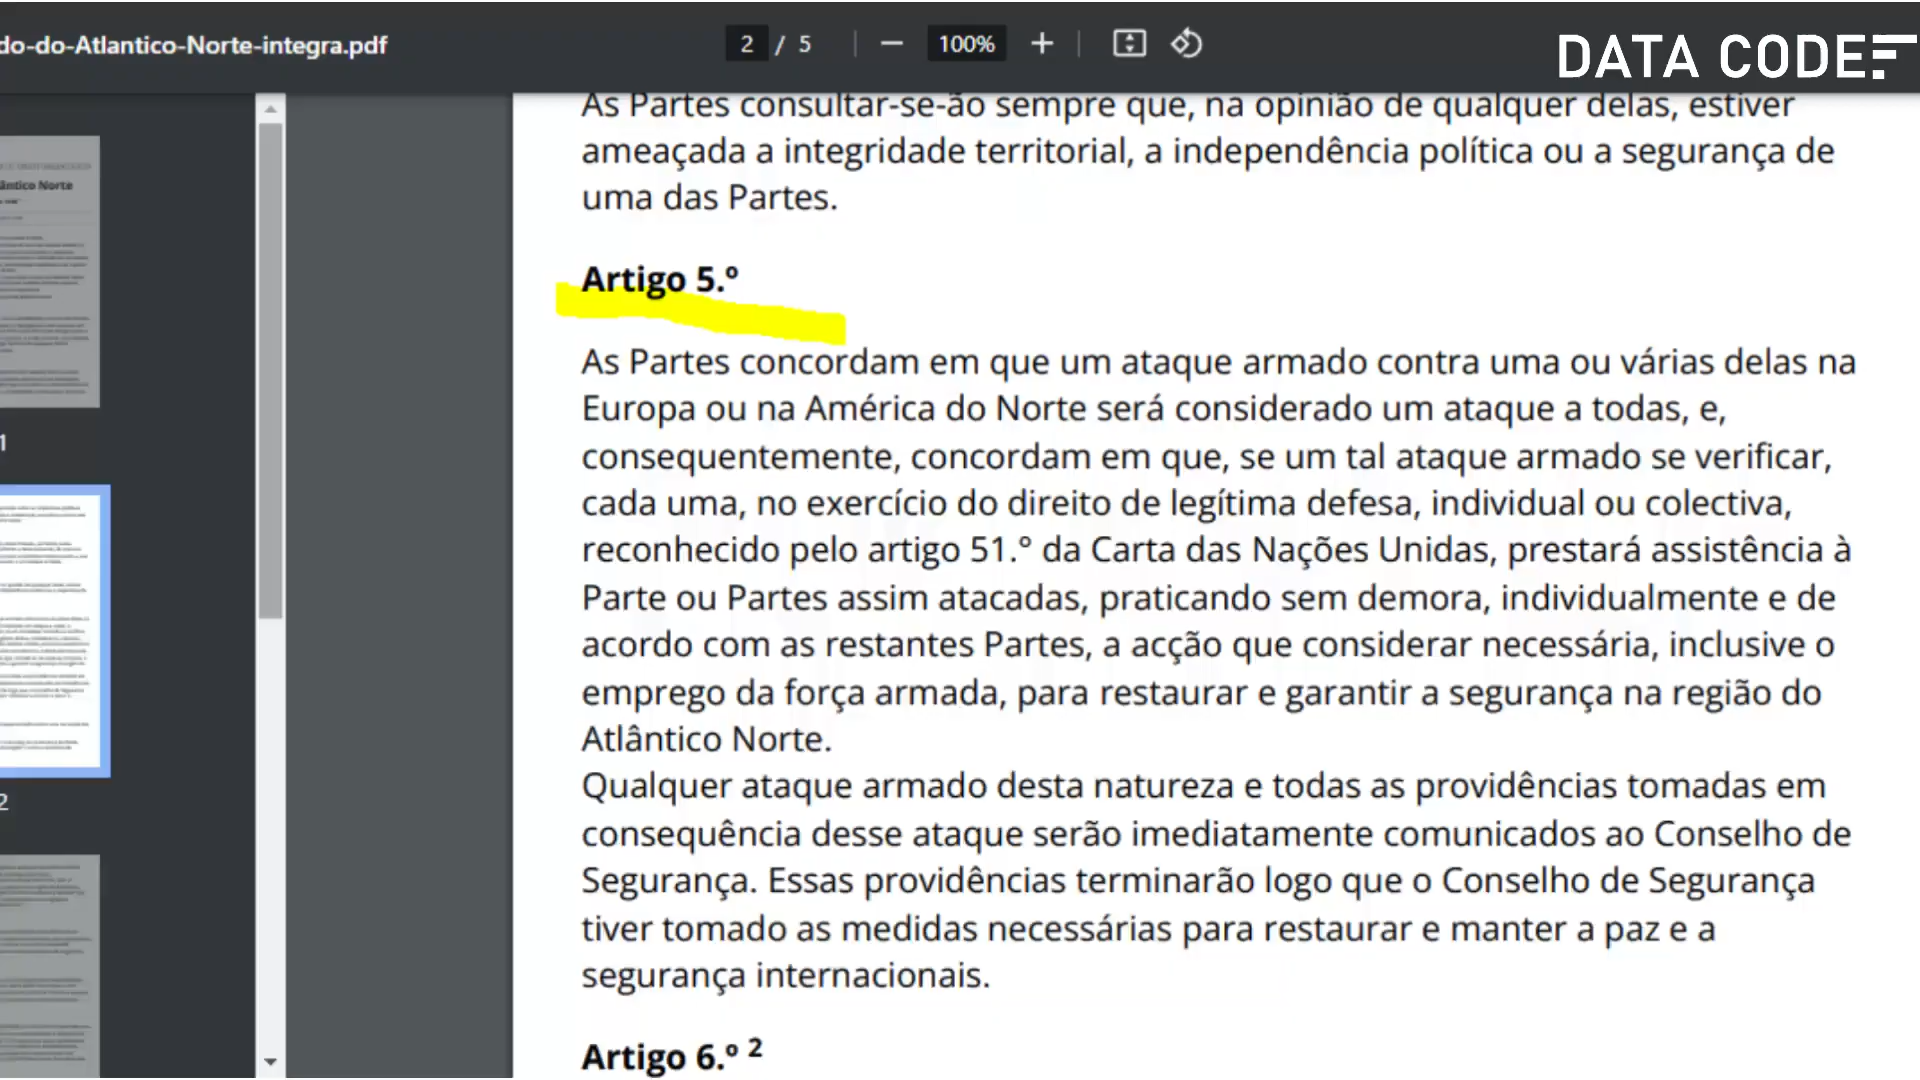 do-do-Atlantico-Norte-integra.pdf
2 / 5
100%
DATA CODE
As Partes consultar-se-ão sempre que, na opinião de qualquer delas, estiver
ameaçada a integridade territorial, a independência política ou a segurança de
uma das Partes.
Artigo 5.º
As Partes concordam em que um ataque armado contra uma ou várias delas na
Europa ou na América do Norte será considerado um ataque a todas, e,
consequentemente, concordam em que, se um tal ataque armado se verificar,
cada uma, no exercício do direito de legítima defesa, individual ou colectiva,
reconhecido pelo artigo 51.° da Carta das Nações Unidas, prestará assistência à
Parte ou Partes assim atacadas, praticando sem demora, individualmente e de
acordo com as restantes Partes, a acção que considerar necessária, inclusive o
emprego da força armada, para restaurar e garantir a segurança na região do
Atlântico Norte.
Qualquer ataque armado desta natureza e todas as providências tomadas em
consequência desse ataque serão imediatamente comunicados ao Conselho de
Segurança. Essas providências terminarão logo que o Conselho de Segurança
tiver tomado as medidas necessárias para restaurar e manter a paz e a
segurança internacionais.
Artigo 6.º ²
lântico Norte
1
2